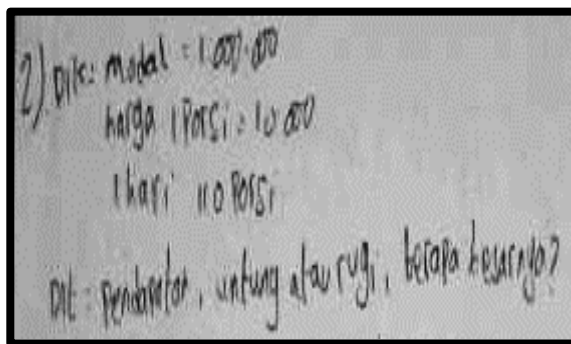 2) Dik: Modal = 1.000.000
harga 1 Porsi = 10.000
1 hari 110 Porsi
Dit = Pendapatan, untung atau rugi, berapa besarnya?